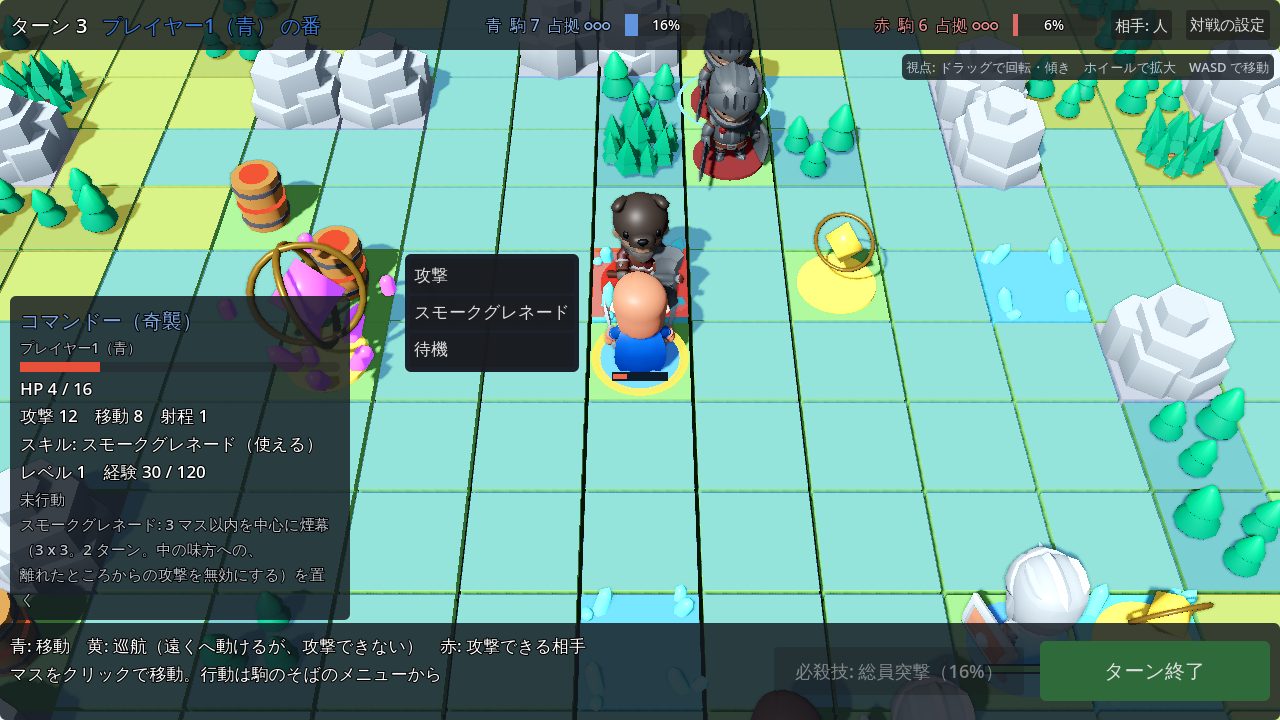 ターン 3 プレイヤー1（青）の番
青 駒 7 占拠 ooo 16%
赤 駒 6 占拠 ooo 6%
相手: 人
対戦の設定
視点: ドラッグで回転・傾き ホイールで拡大 WASD で移動
攻撃
スモークグレネード
待機
コマンドー（奇襲）
プレイヤー1（青）
HP 4 / 16
攻撃 12 移動 8 射程 1
スキル: スモークグレネード（使える）
レベル 1 経験 30 / 120
未行動
スモークグレネード: 3 マス以内を中心に煙幕
（3 x 3。2 ターン。中の味方への、
離れたところからの攻撃を無効にする）を置
く
青: 移動 黄: 巡航（遠くへ動けるが、攻撃できない） 赤: 攻撃できる相手
マスをクリックで移動。行動は駒のそばのメニューから
必殺技: 総員突撃（16%）
ターン終了